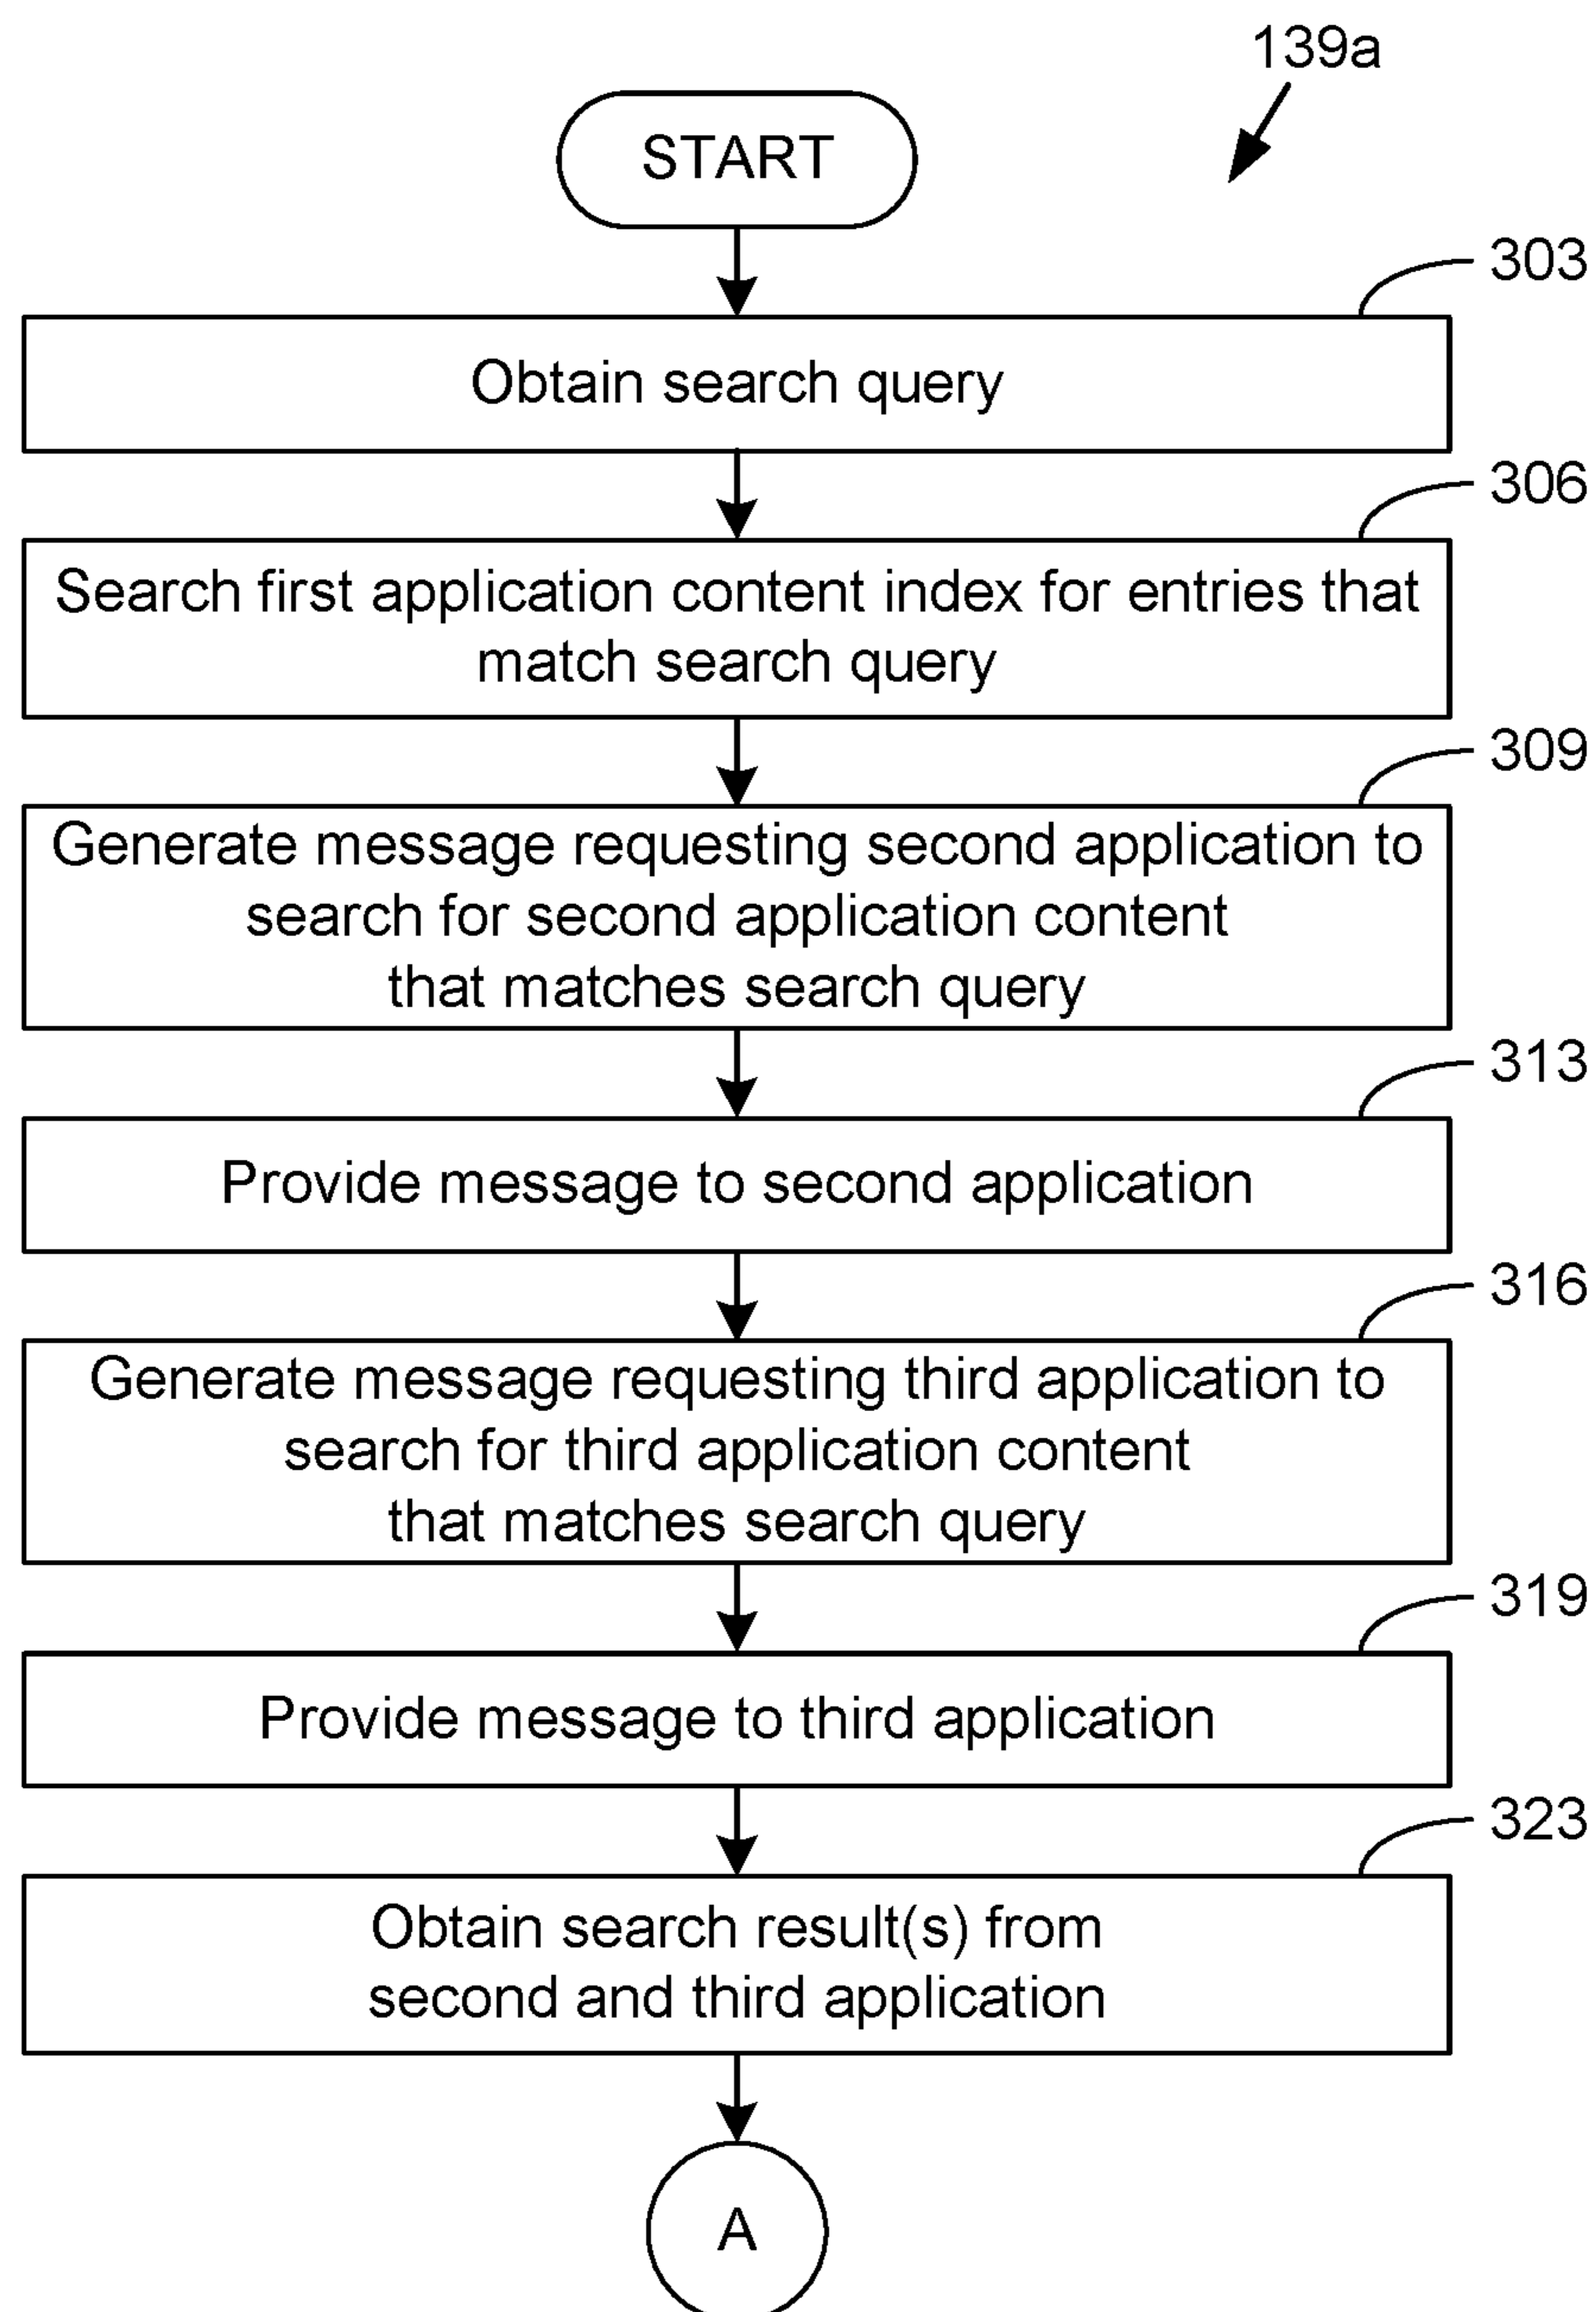 139a
START
303
Obtain search query
306
Search first application content index for entries that
match search query
309
Generate message requesting second application to
search for second application content
that matches search query
313
Provide message to second application
316
Generate message requesting third application to
search for third application content
that matches search query
319
Provide message to third application
323
Obtain search result(s) from
second and third application
A